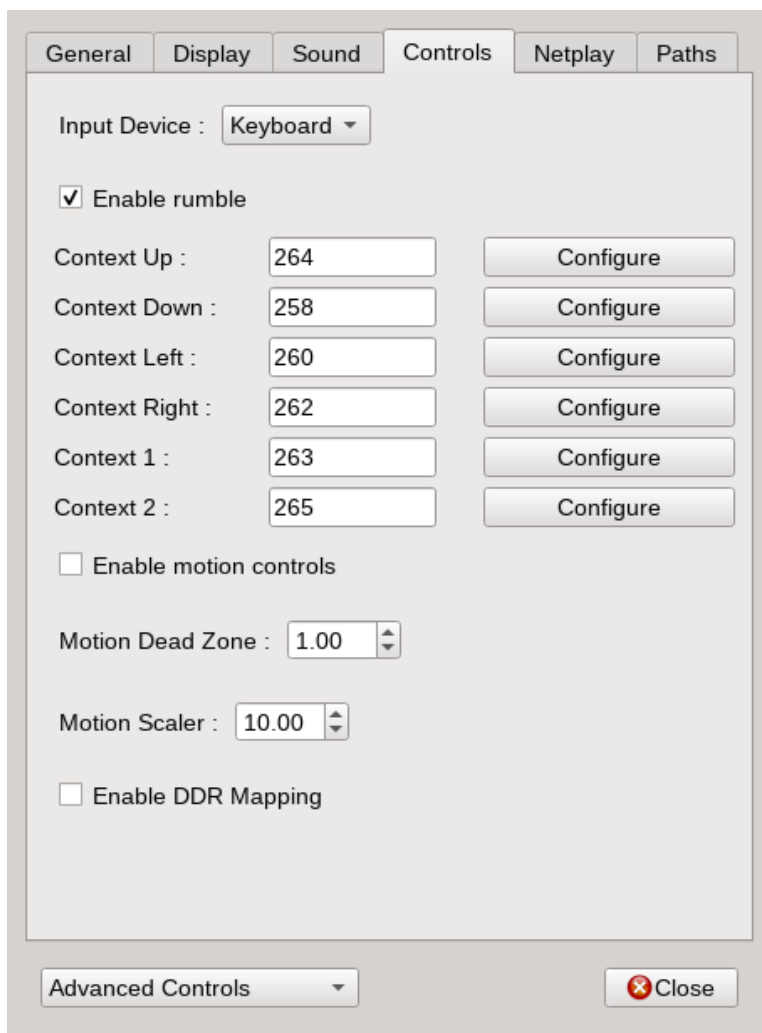 General Display Sound Controls Netplay Paths
Input Device : Keyboard
Enable rumble
Context Up : 264 Configure
Context Down : 258 Configure
Context Left : 260 Configure
Context Right : 262 Configure
Context 1 : 263 Configure
Context 2 : 265 Configure
Enable motion controls
Motion Dead Zone : 1.00
Motion Scaler : 10.00
Enable DDR Mapping
Advanced Controls Close